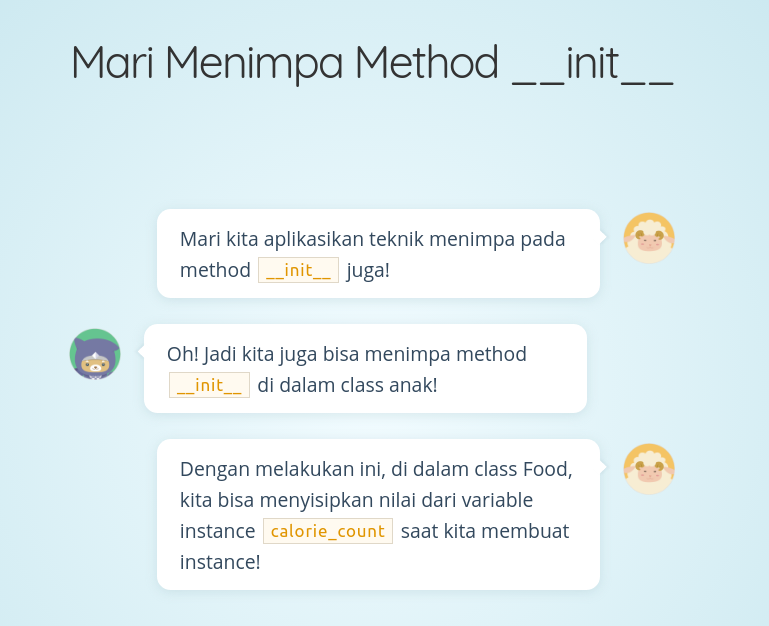 Mari Menimpa Method __init__
Mari kita aplikasikan teknik menimpa pada
method __init__ juga!
Oh! Jadi kita juga bisa menimpa method
__init__ di dalam class anak!
Dengan melakukan ini, di dalam class Food,
kita bisa menyisipkan nilai dari variable
instance calorie_count saat kita membuat
instance!